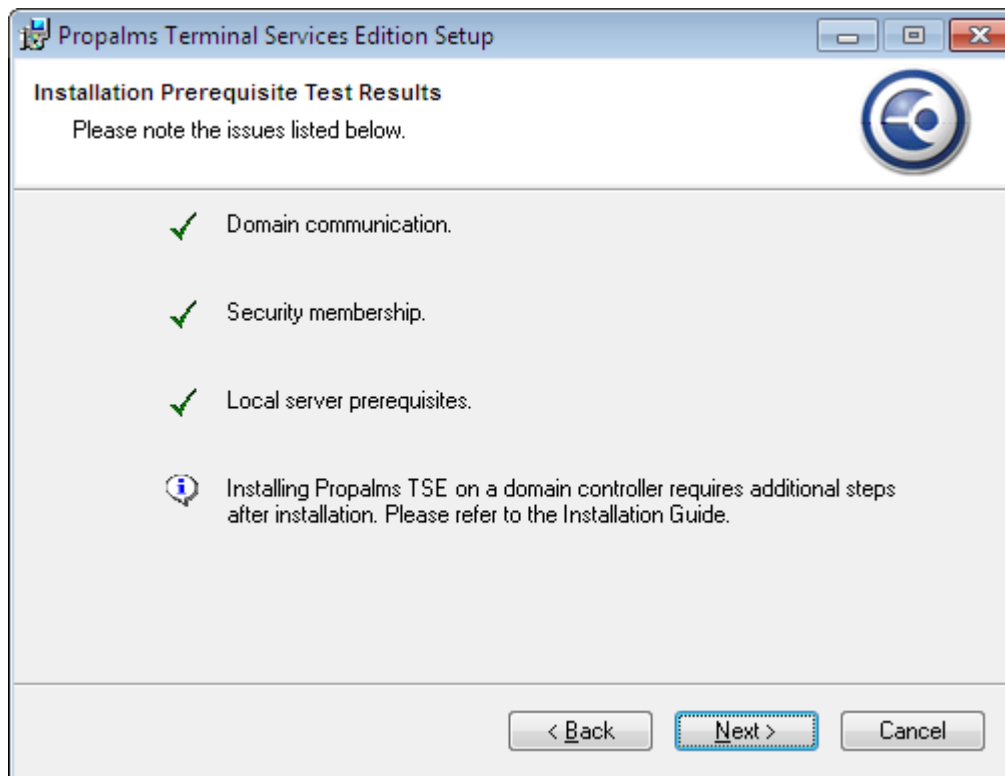 Propalms Terminal Services Edition Setup
Installation Prerequisite Test Results
Please note the issues listed below.
Domain communication.
Security membership.
Local server prerequisites.
Installing Propalms TSE on a domain controller requires additional steps
after installation. Please refer to the Installation Guide.
< Back
Next >
Cancel